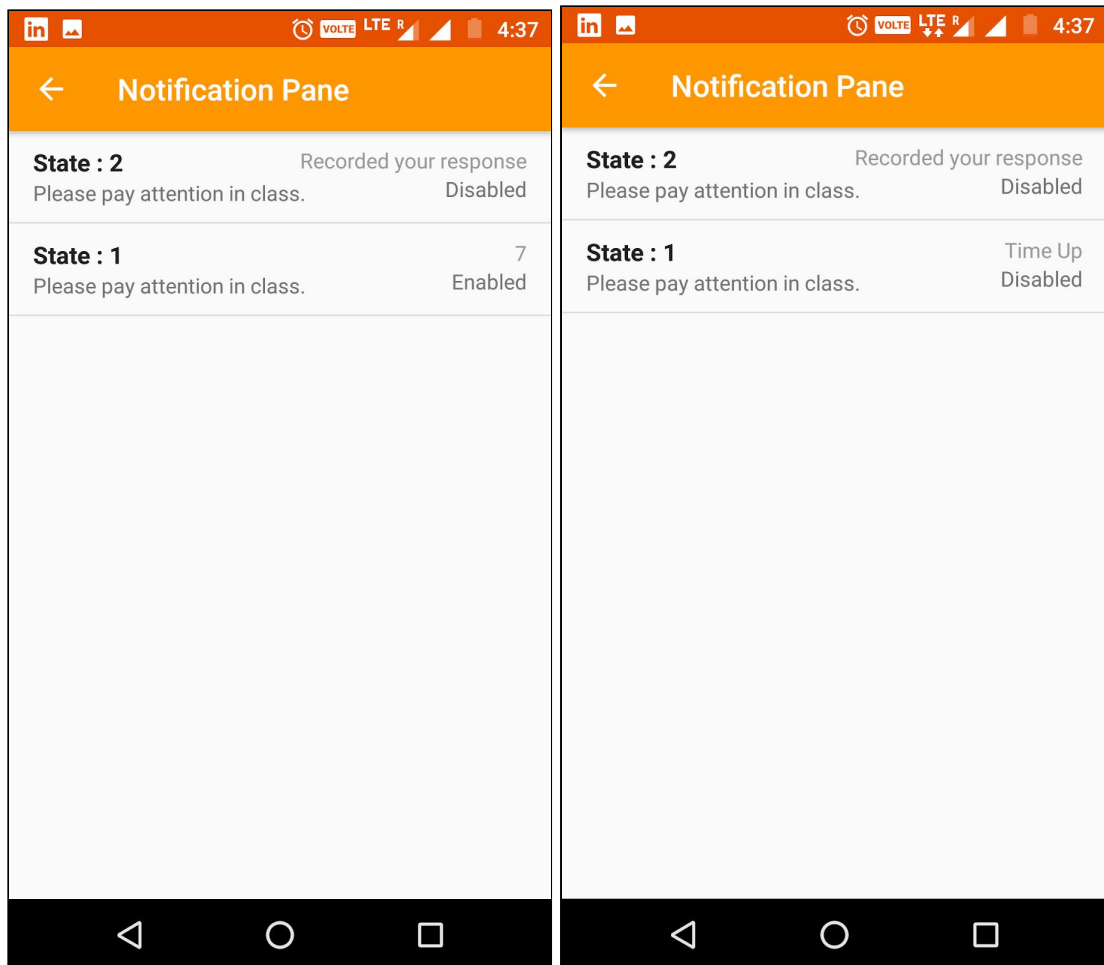 in VOLTE LTE R 4:37
Notification Pane
State : 2 Recorded your response
Please pay attention in class. Disabled
State : 1 7
Please pay attention in class. Enabled
in VOLTE LTE R 4:37
Notification Pane
State : 2 Recorded your response
Please pay attention in class. Disabled
State : 1 Time Up
Please pay attention in class. Disabled